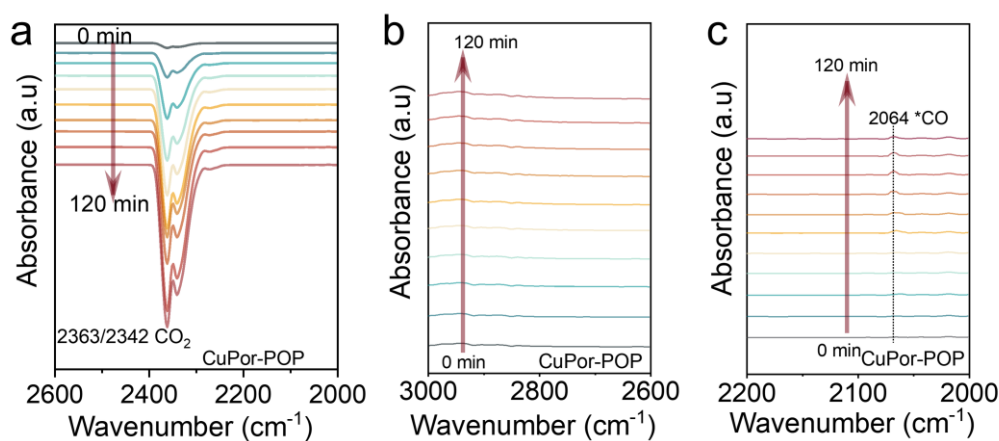 a
0 min
120 min
2363/2342 CO₂
CuPor-POP
Absorbance (a.u)
2600 2400 2200 2000
Wavenumber (cm⁻¹)
b
120 min
0 min
CuPor-POP
Absorbance (a.u)
3000 2900 2800 2700 2600
Wavenumber (cm⁻¹)
c
120 min
2064 *CO
0 min
CuPor-POP
Absorbance (a.u)
2200 2100 2000
Wavenumber (cm⁻¹)